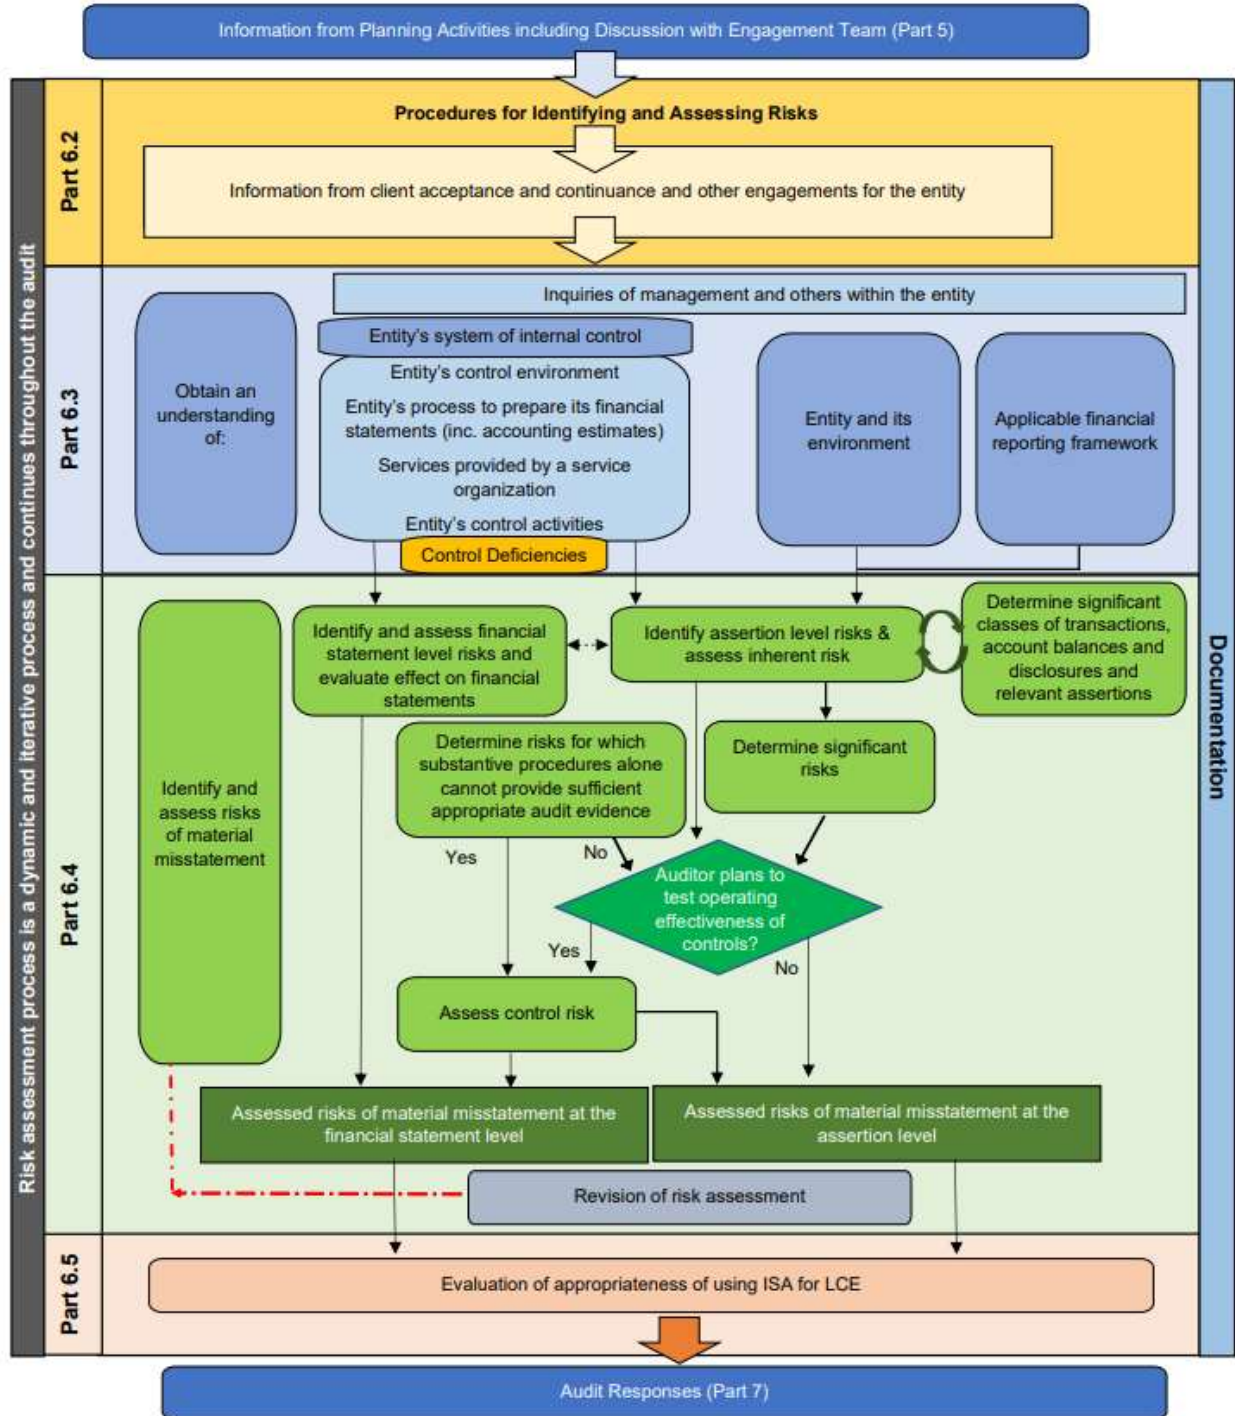 Information from Planning Activities including Discussion with Engagement Team (Part 5)
Risk assessment process is a dynamic and iterative process and continues throughout the audit
Documentation
Part 6.2
Procedures for Identifying and Assessing Risks
Information from client acceptance and continuance and other engagements for the entity
Part 6.3
Inquiries of management and others within the entity
Obtain an
understanding
of:
Entity's system of internal control
Entity's control environment
Entity's process to prepare its financial
statements (inc. accounting estimates)
Services provided by a service
organization
Entity's control activities
Control Deficiencies
Entity and its
environment
Applicable financial
reporting framework
Part 6.4
Identify and
assess risks
of material
misstatement
Identify and assess financial
statement level risks and
evaluate effect on financial
statements
Identify assertion level risks &
assess inherent risk
Determine significant
classes of transactions,
account balances and
disclosures and
relevant assertions
Determine risks for which
substantive procedures alone
cannot provide sufficient
appropriate audit evidence
Determine significant
risks
Yes
No
Auditor plans to
test operating
effectiveness of
controls?
Yes
No
Assess control risk
Assessed risks of material misstatement at the
financial statement level
Assessed risks of material misstatement at the
assertion level
Revision of risk assessment
Part 6.5
Evaluation of appropriateness of using ISA for LCE
Audit Responses (Part 7)